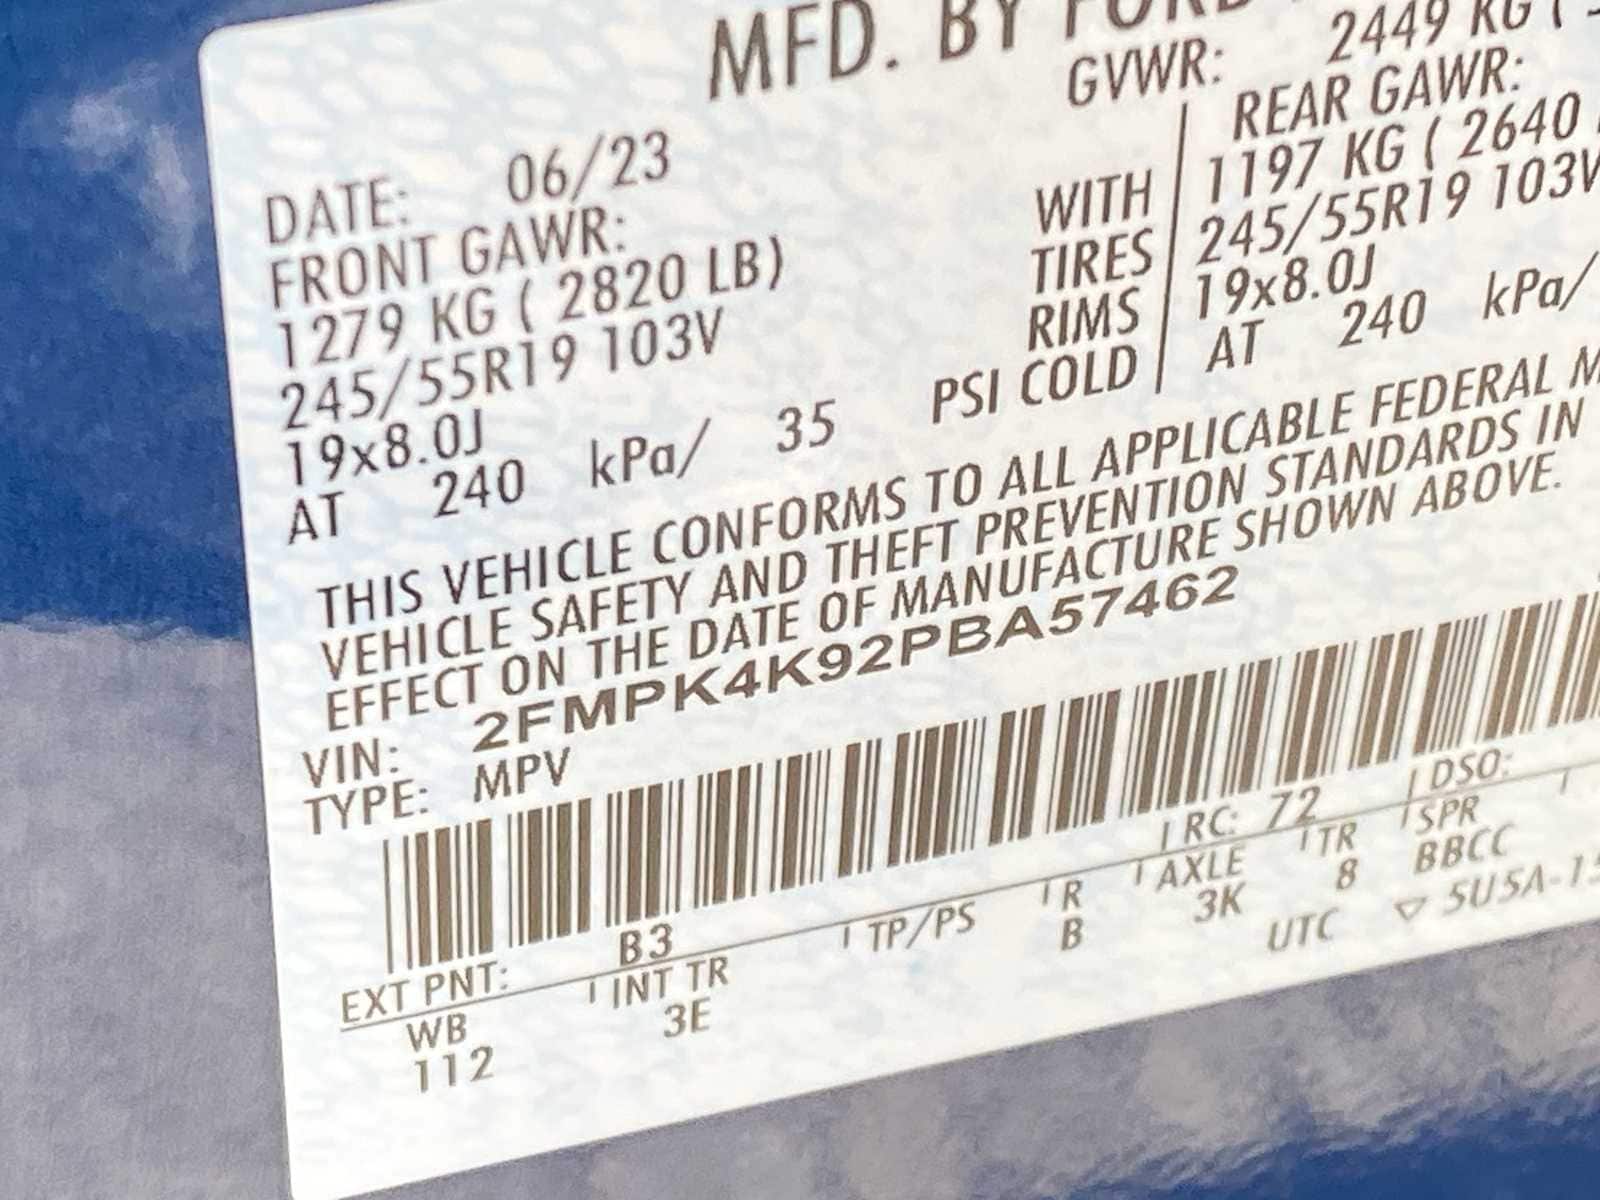 MFD. BY FORD
GVWR: 2449 KG (
DATE: 06/23
FRONT GAWR:
1279 KG ( 2820 LB)
245/55R19 103V
19x8.0J
AT 240 kPa/ 35 PSI COLD
WITH
TIRES
RIMS
REAR GAWR:
1197 KG ( 2640
245/55R19 103V
19x8.0J
AT 240 kPa/
THIS VEHICLE CONFORMS TO ALL APPLICABLE FEDERAL
VEHICLE SAFETY AND THEFT PREVENTION STANDARDS IN
EFFECT ON THE DATE OF MANUFACTURE SHOWN ABOVE.
VIN: 2FMPK4K92PBA57462
TYPE: MPV
EXT PNT: B3 RC: 72 DSO:
WB INT TR TP/PS R AXLE TR SPR
112 3E B 3K 8 BBCC
UTC ▽ 5U5A-15